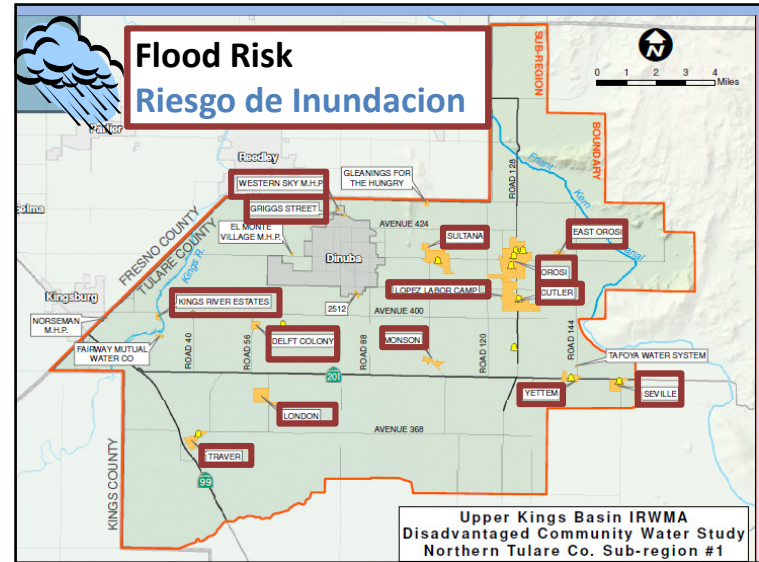 Flood Risk
Riesgo de Inundacion
N
0 1 2 3 4
Miles
SUB-REGION
BOUNDARY
Reedley
Selma
Kingsburg
Dinuba
WESTERN SKY M.H.P.
GLEANINGS FOR
THE HUNGRY
GRIGGS STREET
EL MONTE
VILLAGE M.H.P.
AVENUE 424
ROAD 128
Friant
Kern
Canal
SULTANA
EAST OROSI
OROSI
FRESNO COUNTY
TULARE COUNTY
Kings R.
KINGS RIVER ESTATES
LOPEZ LABOR CAMP
CUTLER
NORSEMAN
M.H.P.
2512
AVENUE 400
FAIRWAY MUTUAL
WATER CO
ROAD 40
ROAD 56
DELFT COLONY
ROAD 88
MONSON
ROAD 120
ROAD 144
TAFOYA WATER SYSTEM
201
YETTEM
SEVILLE
LONDON
AVENUE 368
TRAVER
99
KINGS COUNTY
Upper Kings Basin IRWMA
Disadvantaged Community Water Study
Northern Tulare Co. Sub-region #1